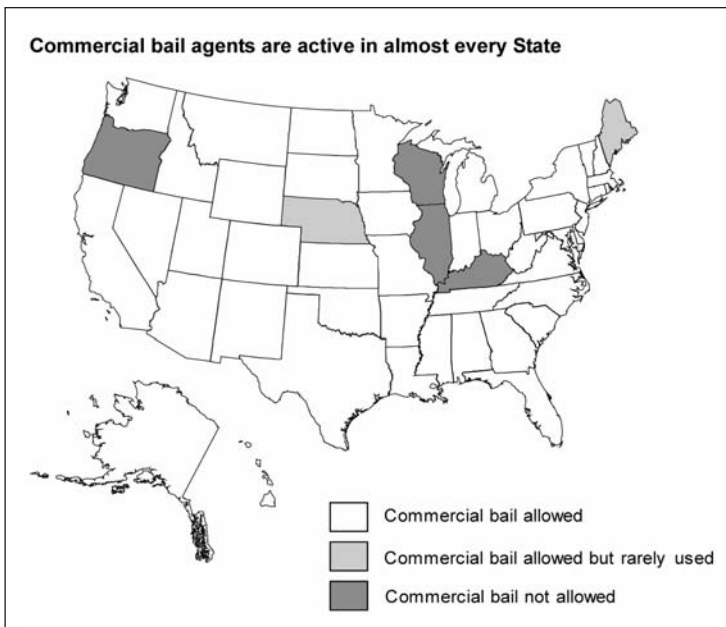 Commercial bail agents are active in almost every State
Commercial bail allowed
Commercial bail allowed but rarely used
Commercial bail not allowed